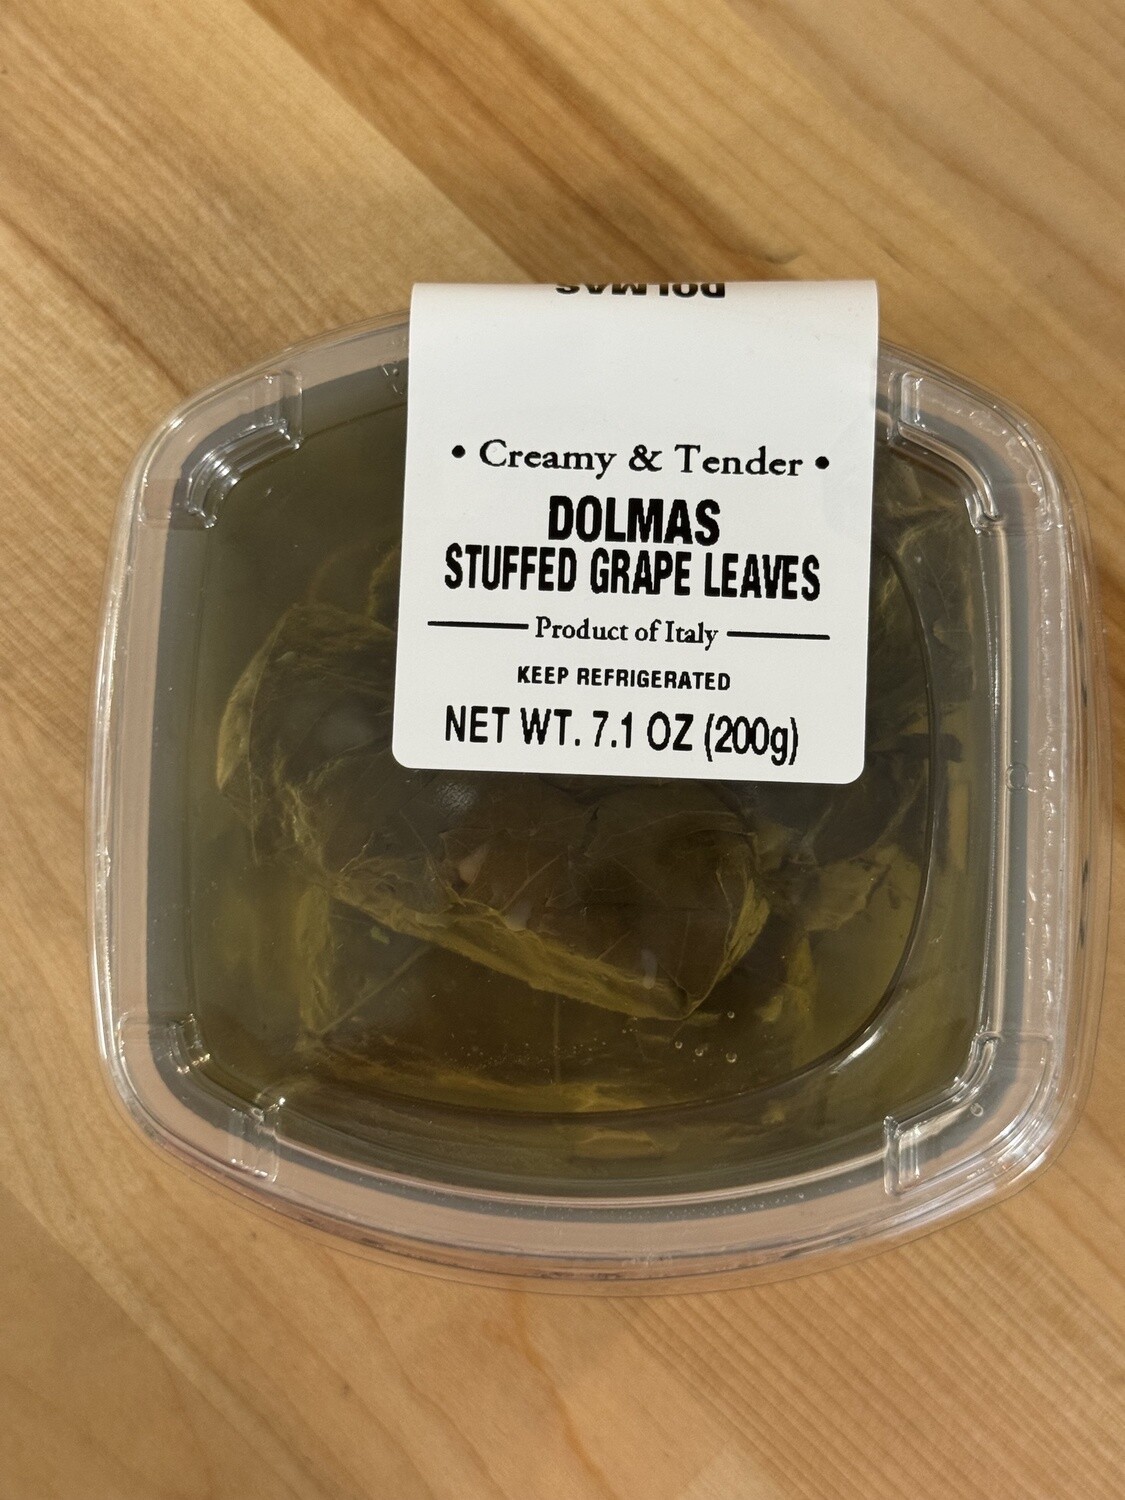 DOLMAS
• Creamy & Tender •
DOLMAS
STUFFED GRAPE LEAVES
Product of Italy
KEEP REFRIGERATED
NET WT. 7.1 OZ (200g)